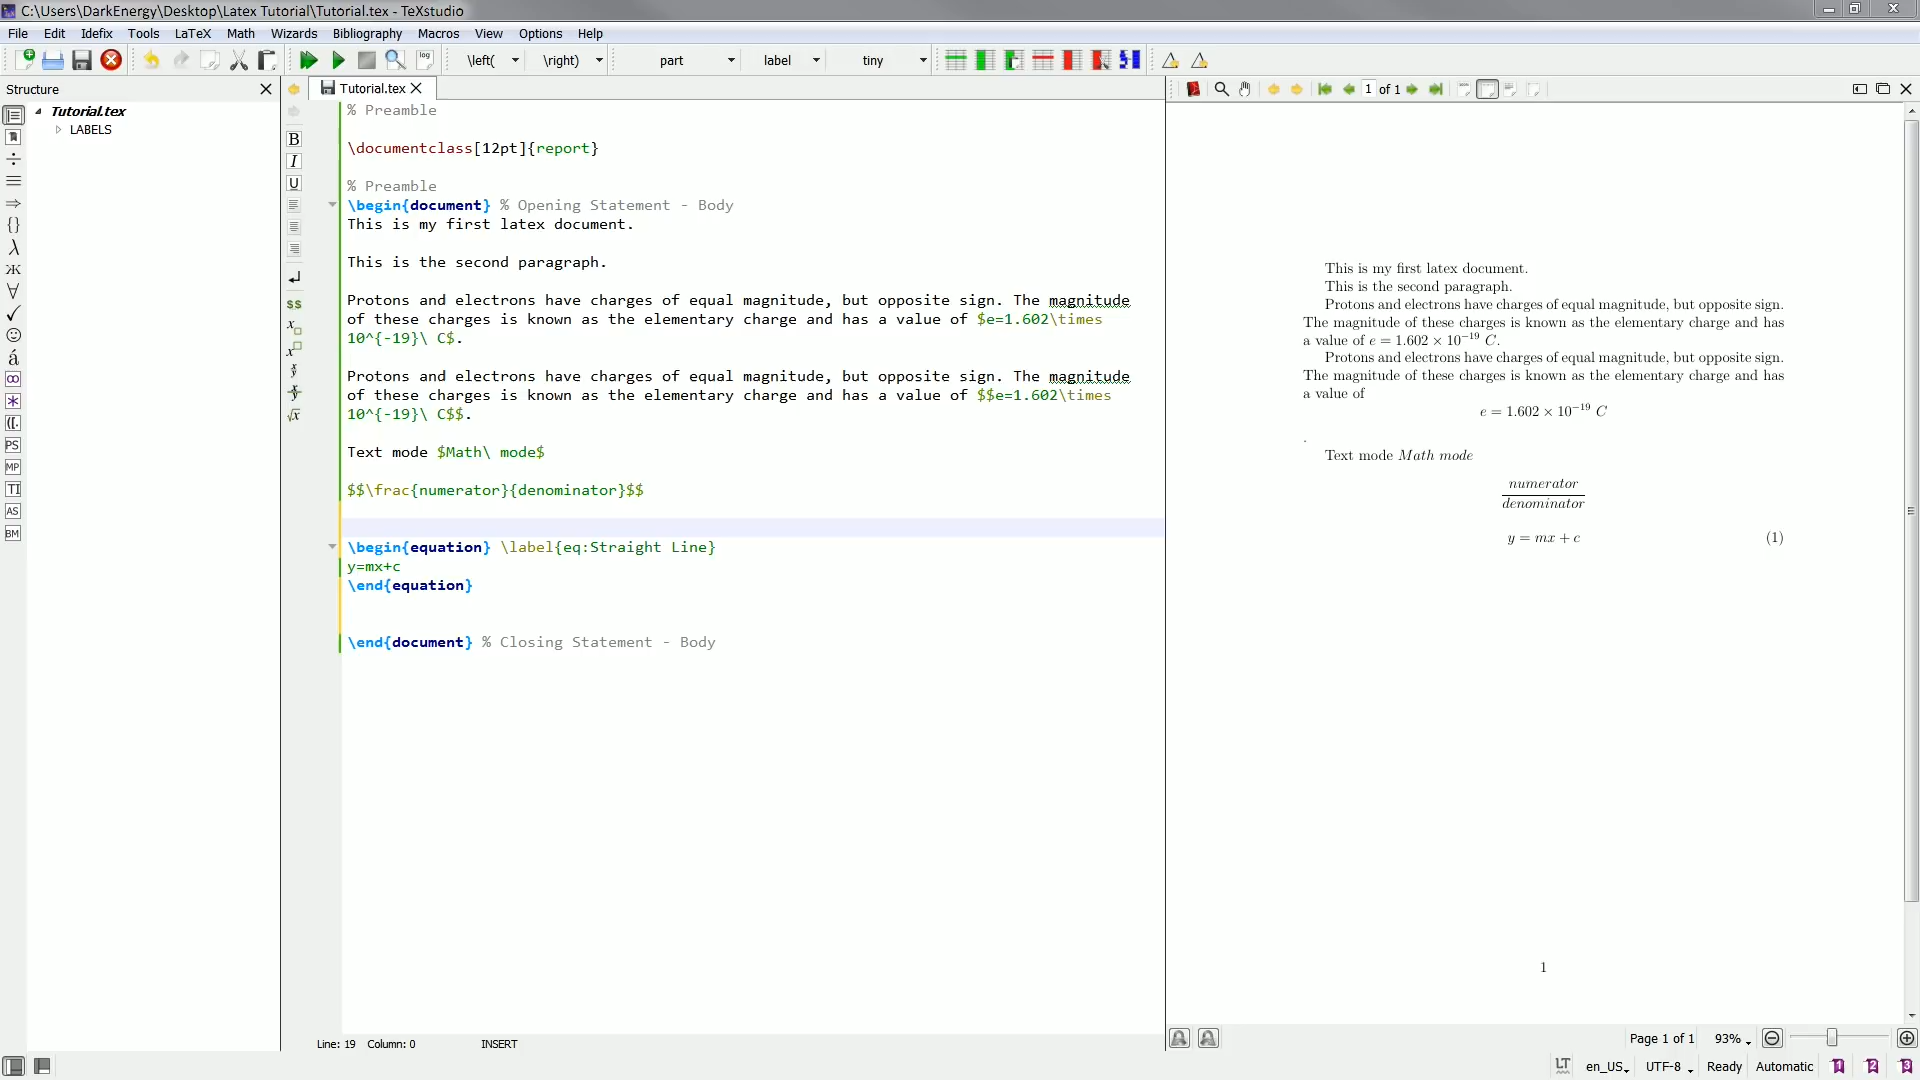 C:\Users\DarkEnergy\Desktop\Latex Tutorial\Tutorial.tex - TeXstudio
File Edit Idefix Tools LaTeX Math Wizards Bibliography Macros View Options Help
log \left( \right) part label tiny
Structure
Tutorial.tex
LABELS
Tutorial.tex
B
I
U
$$
% Preamble
\documentclass[12pt]{report}
% Preamble
\begin{document} % Opening Statement - Body
This is my first latex document.
This is the second paragraph.
Protons and electrons have charges of equal magnitude, but opposite sign. The magnitude
of these charges is known as the elementary charge and has a value of $e=1.602\times
10^{-19}\ C$.
Protons and electrons have charges of equal magnitude, but opposite sign. The magnitude
of these charges is known as the elementary charge and has a value of $$e=1.602\times
10^{-19}\ C$$.
Text mode $Math\ mode$
$$\frac{numerator}{denominator}$$
\begin{equation} \label{eq:Straight Line}
y=mx+c
\end{equation}
\end{document} % Closing Statement - Body
PS
MP
TI
AS
BM
Line: 19 Column: 0 INSERT
1 of 1
This is my first latex document.
This is the second paragraph.
Protons and electrons have charges of equal magnitude, but opposite sign.
The magnitude of these charges is known as the elementary charge and has
a value of e = 1.602 × 10⁻¹⁹ C.
Protons and electrons have charges of equal magnitude, but opposite sign.
The magnitude of these charges is known as the elementary charge and has
a value of
e = 1.602 × 10⁻¹⁹ C
.
Text mode Math mode
numerator
denominator
y = mx + c (1)
1
Page 1 of 1 93%
LT en_US UTF-8 Ready Automatic 1 2 3